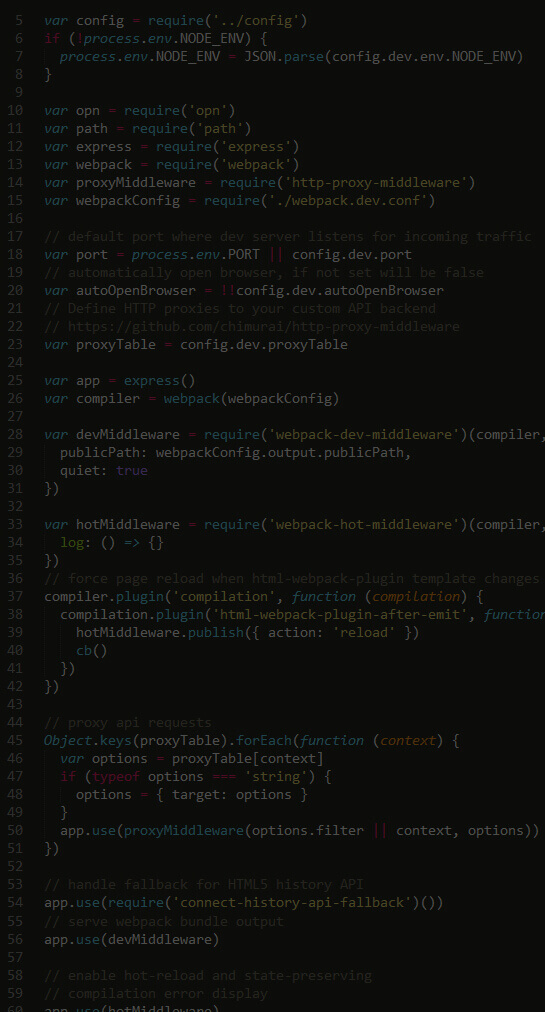 5 var config = require('../config')
6 if (!process.env.NODE_ENV) {
7 process.env.NODE_ENV = JSON.parse(config.dev.env.NODE_ENV)
8 }
9
10 var opn = require('opn')
11 var path = require('path')
12 var express = require('express')
13 var webpack = require('webpack')
14 var proxyMiddleware = require('http-proxy-middleware')
15 var webpackConfig = require('./webpack.dev.conf')
16
17 // default port where dev server listens for incoming traffic
18 var port = process.env.PORT || config.dev.port
19 // automatically open browser, if not set will be false
20 var autoOpenBrowser = !!config.dev.autoOpenBrowser
21 // Define HTTP proxies to your custom API backend
22 // https://github.com/chimurai/http-proxy-middleware
23 var proxyTable = config.dev.proxyTable
24
25 var app = express()
26 var compiler = webpack(webpackConfig)
27
28 var devMiddleware = require('webpack-dev-middleware')(compiler,
29 publicPath: webpackConfig.output.publicPath,
30 quiet: true
31 })
32
33 var hotMiddleware = require('webpack-hot-middleware')(compiler,
34 log: () => {}
35 })
36 // force page reload when html-webpack-plugin template changes
37 compiler.plugin('compilation', function (compilation) {
38 compilation.plugin('html-webpack-plugin-after-emit', function
39 hotMiddleware.publish({ action: 'reload' })
40 cb()
41 })
42 })
43
44 // proxy api requests
45 Object.keys(proxyTable).forEach(function (context) {
46 var options = proxyTable[context]
47 if (typeof options === 'string') {
48 options = { target: options }
49 }
50 app.use(proxyMiddleware(options.filter || context, options))
51 })
52
53 // handle fallback for HTML5 history API
54 app.use(require('connect-history-api-fallback')())
55 // serve webpack bundle output
56 app.use(devMiddleware)
57
58 // enable hot-reload and state-preserving
59 // compilation error display
60 app.use(hotMiddleware)